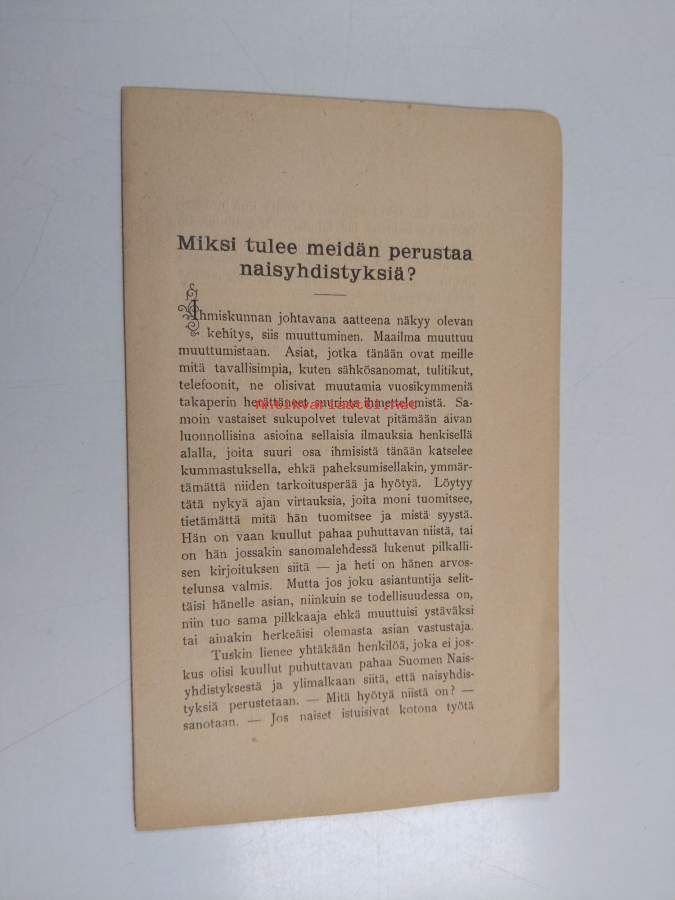 Miksi tulee meidän perustaa
naisyhdistyksiä?
Ihmiskunnan johtavana aatteena näkyy olevan
kehitys, siis muuttuminen. Maailma muuttuu
muuttumistaan. Asiat, jotka tänään ovat meille
mitä tavallisimpia, kuten sähkösanomat, tulitikut,
telefoonit, ne olisivat muutamia vuosikymmeniä
takaperin herättäneet suurinta ihmettelemistä. Sa-
moin vastaiset sukupolvet tulevat pitämään aivan
luonnollisina asioina sellaisia ilmauksia henkisellä
alalla, joita suuri osa ihmisistä tänään katselee
kummastuksella, ehkä paheksumisellakin, ymmär-
tämättä niiden tarkoitusperää ja hyötyä. Löytyy
tätä nykyä ajan virtauksia, joita moni tuomitsee,
tietämättä mitä hän tuomitsee ja mistä syystä.
Hän on vaan kuullut pahaa puhuttavan niistä, tai
on hän jossakin sanomalehdessä lukenut pilkalli-
sen kirjoituksen siitä — ja heti on hänen arvos-
telunsa valmis. Mutta jos joku asiantuntija selit-
täisi hänelle asian, niinkuin se todellisuudessa on,
niin tuo sama pilkkaaja ehkä muuttuisi ystäväksi
tai ainakin herkeäisi olemasta asian vastustaja.
Tuskin lienee yhtäkään henkilöä, joka ei jos-
kus olisi kuullut puhuttavan pahaa Suomen Nais-
yhdistyksestä ja ylimalkaan siitä, että naisyhdis-
tyksiä perustetaan. — Mitä hyötyä niistä on? —
sanotaan. — Jos naiset istuisivat kotona työtä